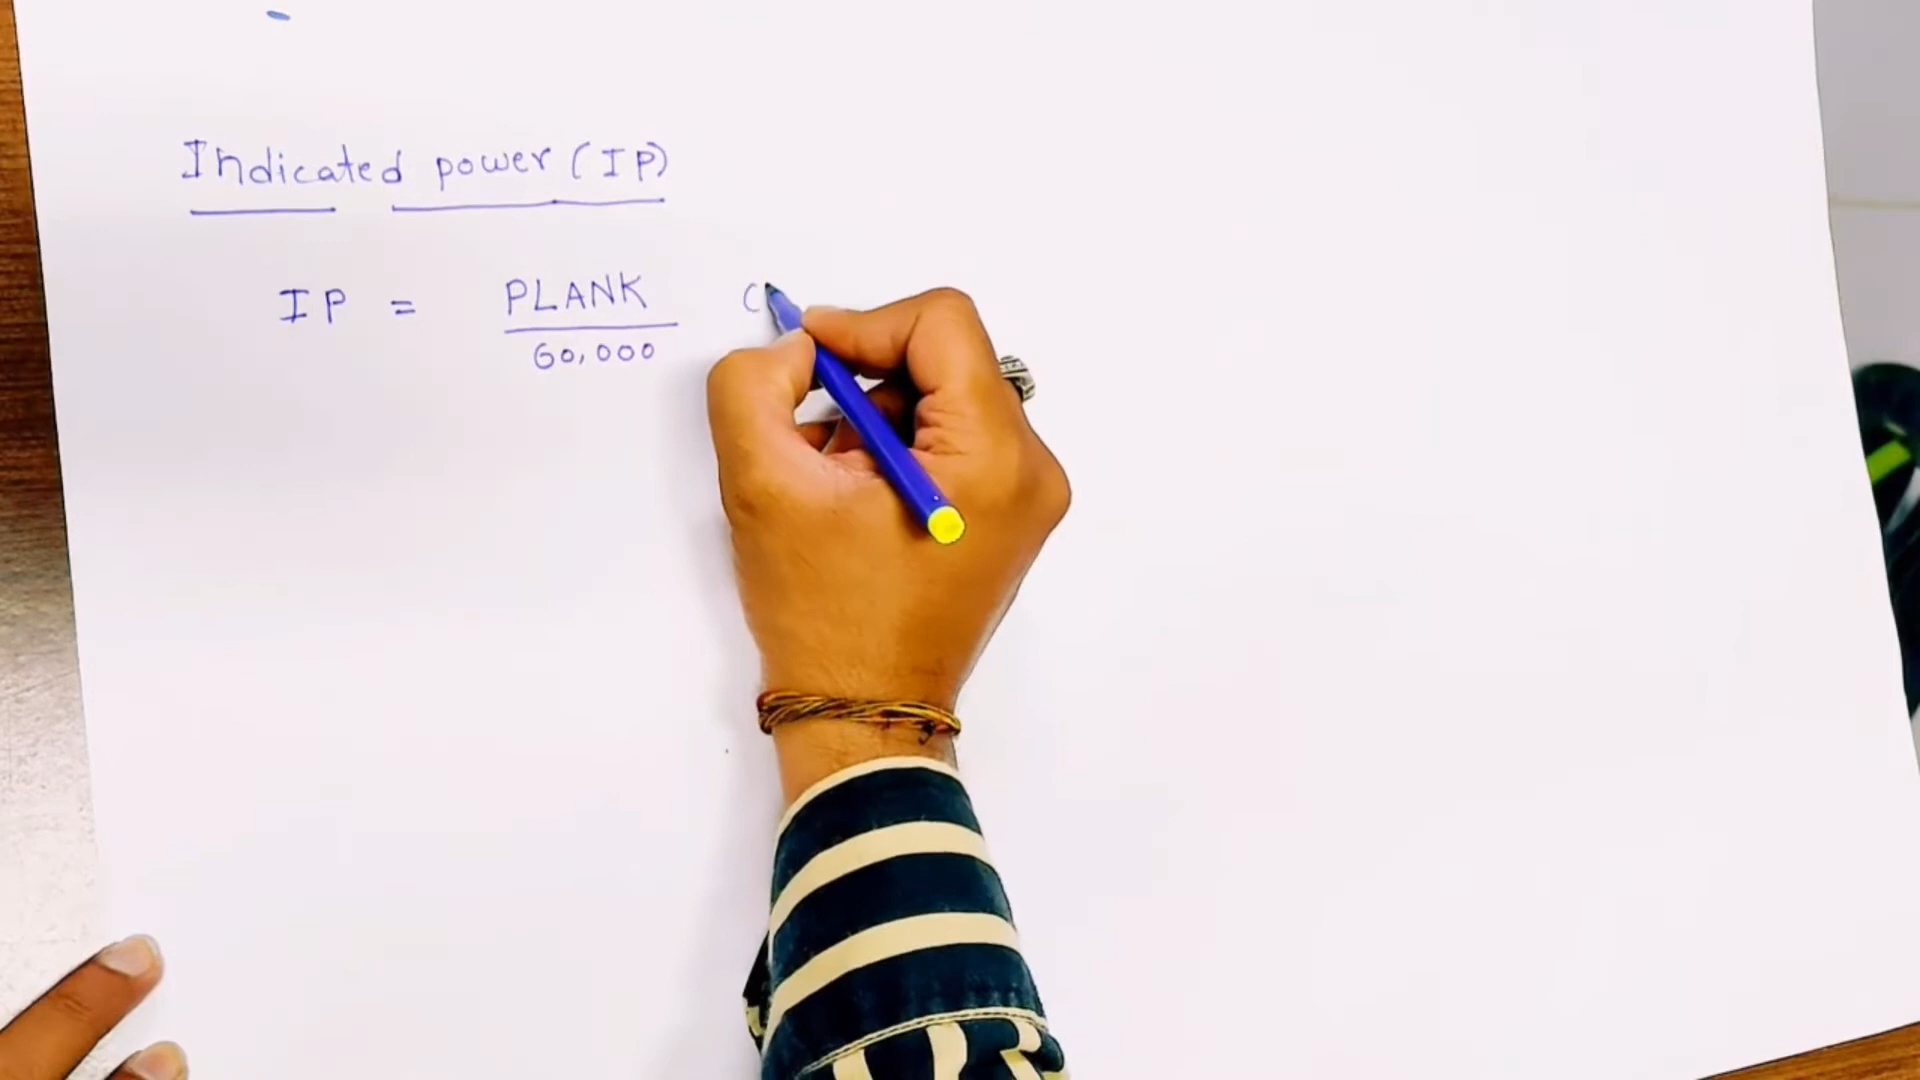 Indicated power (IP)
IP = PLANK
60,000 (